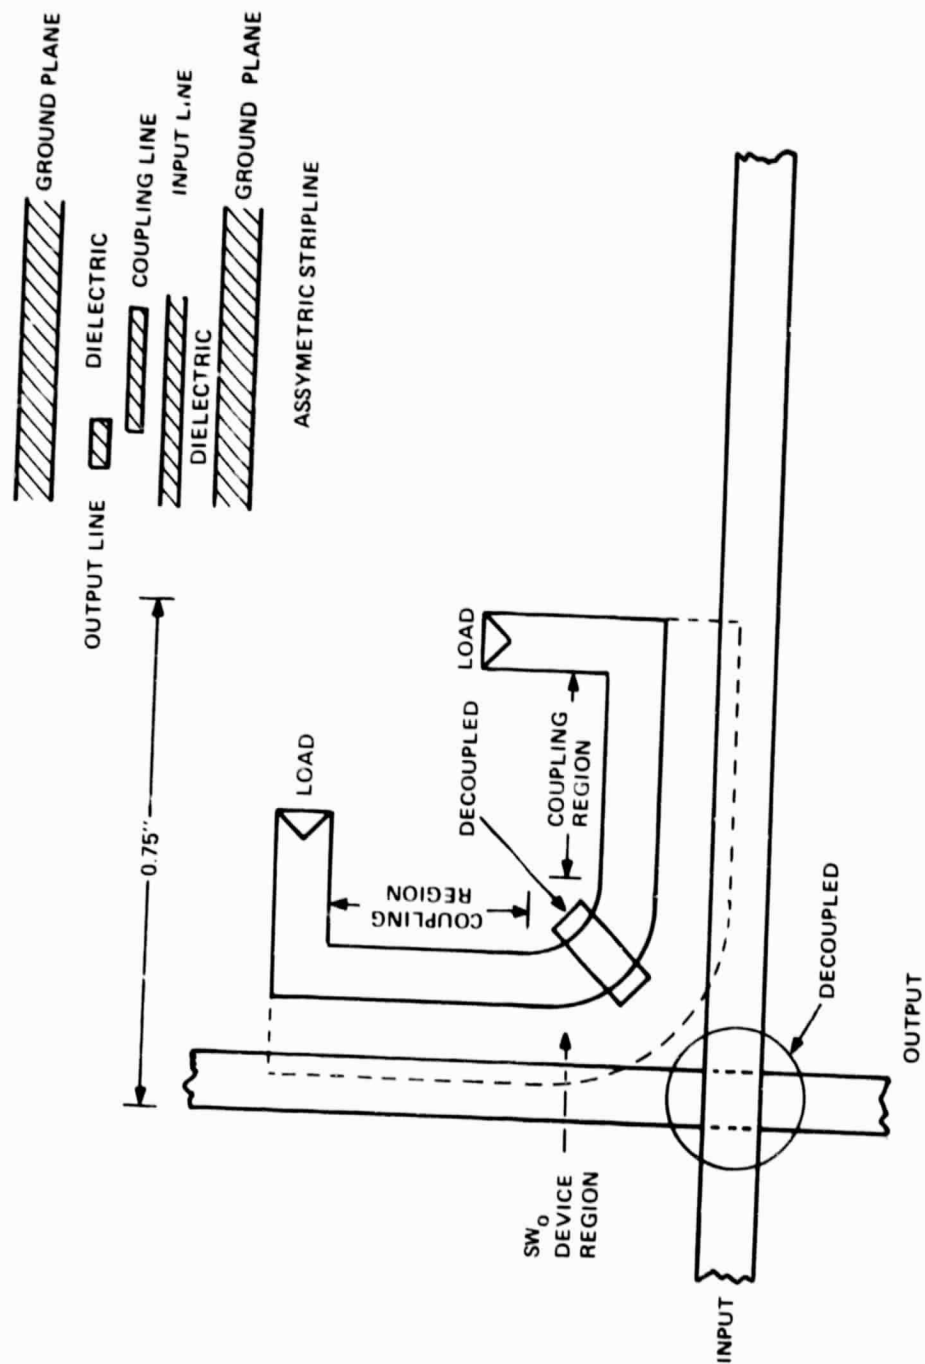 GROUND PLANE
OUTPUT LINE
DIELECTRIC
COUPLING LINE
INPUT LINE
DIELECTRIC
GROUND PLANE
ASSYMETRIC STRIPLINE
0.75"
LOAD
LOAD
DECOUPLED
COUPLING
REGION
COUPLING
REGION
SWo
DEVICE
REGION
DECOUPLED
INPUT
OUTPUT